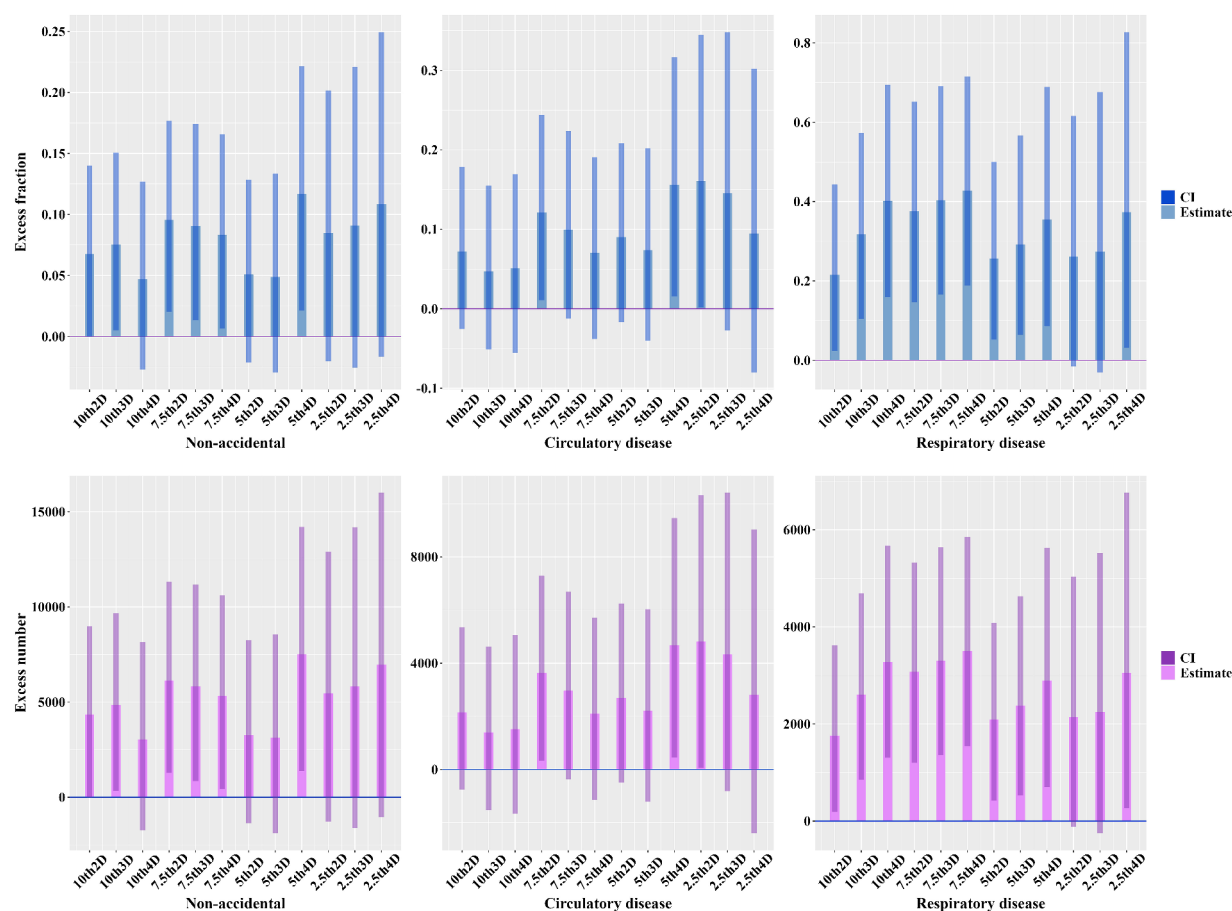 Excess fraction
0.25
0.20
0.15
0.10
0.05
0.00
10th2D 10th3D 10th4D 7.5th2D 7.5th3D 7.5th4D 5th2D 5th3D 5th4D 2.5th2D 2.5th3D 2.5th4D
Non-accidental
0.3
0.2
0.1
0.0
-0.1
10th2D 10th3D 10th4D 7.5th2D 7.5th3D 7.5th4D 5th2D 5th3D 5th4D 2.5th2D 2.5th3D 2.5th4D
Circulatory disease
0.8
0.6
0.4
0.2
0.0
10th2D 10th3D 10th4D 7.5th2D 7.5th3D 7.5th4D 5th2D 5th3D 5th4D 2.5th2D 2.5th3D 2.5th4D
Respiratory disease
CI
Estimate
Excess number
15000
10000
5000
0
10th2D 10th3D 10th4D 7.5th2D 7.5th3D 7.5th4D 5th2D 5th3D 5th4D 2.5th2D 2.5th3D 2.5th4D
Non-accidental
8000
4000
0
10th2D 10th3D 10th4D 7.5th2D 7.5th3D 7.5th4D 5th2D 5th3D 5th4D 2.5th2D 2.5th3D 2.5th4D
Circulatory disease
6000
4000
2000
0
10th2D 10th3D 10th4D 7.5th2D 7.5th3D 7.5th4D 5th2D 5th3D 5th4D 2.5th2D 2.5th3D 2.5th4D
Respiratory disease
CI
Estimate